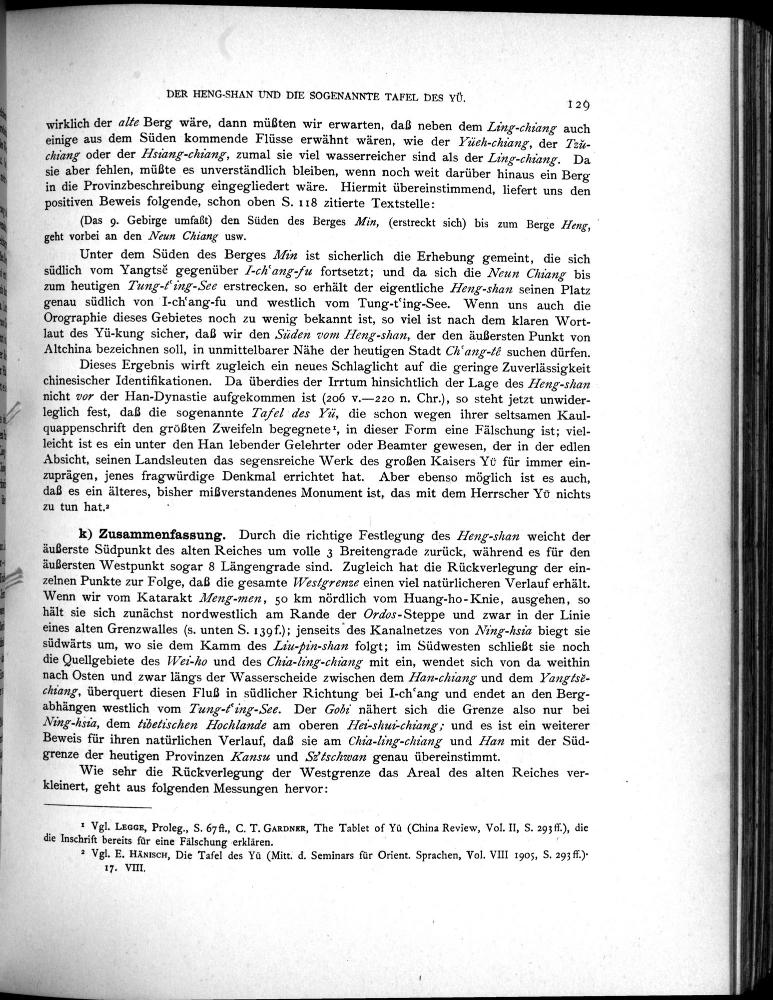 DER HENG-SHAN UND DIE SOGENANNTE TAFEL DES YÜ.
129
wirklich der alte Berg wäre, dann müßten wir erwarten, daß neben dem Ling-chiang auch
einige aus dem Süden kommende Flüsse erwähnt wären, wie der Yüeh-chiang, der Tzŭ-
chiang oder der Hsiang-chiang, zumal sie viel wasserreicher sind als der Ling-chiang. Da
sie aber fehlen, müßte es unverständlich bleiben, wenn noch weit darüber hinaus ein Berg
in die Provinzbeschreibung eingegliedert wäre. Hiermit übereinstimmend, liefert uns den
positiven Beweis folgende, schon oben S. 118 zitierte Textstelle:
(Das 9. Gebirge umfaßt) den Süden des Berges Min, (erstreckt sich) bis zum Berge Heng,
geht vorbei an den Neun Chiang usw.
Unter dem Süden des Berges Min ist sicherlich die Erhebung gemeint, die sich
südlich vom Yangtsĕ gegenüber I-chʿang-fu fortsetzt; und da sich die Neun Chiang bis
zum heutigen Tung-tʿing-See erstrecken, so erhält der eigentliche Heng-shan seinen Platz
genau südlich von I-chʿang-fu und westlich vom Tung-tʿing-See. Wenn uns auch die
Orographie dieses Gebietes noch zu wenig bekannt ist, so viel ist nach dem klaren Wort-
laut des Yü-kung sicher, daß wir den Süden vom Heng-shan, der den äußersten Punkt von
Altchina bezeichnen soll, in unmittelbarer Nähe der heutigen Stadt Chʿang-tê suchen dürfen.
Dieses Ergebnis wirft zugleich ein neues Schlaglicht auf die geringe Zuverlässigkeit
chinesischer Identifikationen. Da überdies der Irrtum hinsichtlich der Lage des Heng-shan
nicht vor der Han-Dynastie aufgekommen ist (206 v.—220 n. Chr.), so steht jetzt unwider-
leglich fest, daß die sogenannte Tafel des Yü, die schon wegen ihrer seltsamen Kaul-
quappenschrift den größten Zweifeln begegnete¹, in dieser Form eine Fälschung ist; viel-
leicht ist es ein unter den Han lebender Gelehrter oder Beamter gewesen, der in der edlen
Absicht, seinen Landsleuten das segensreiche Werk des großen Kaisers Yü für immer ein-
zuprägen, jenes fragwürdige Denkmal errichtet hat. Aber ebenso möglich ist es auch,
daß es ein älteres, bisher mißverstandenes Monument ist, das mit dem Herrscher Yü nichts
zu tun hat.²
k) Zusammenfassung. Durch die richtige Festlegung des Heng-shan weicht der
äußerste Südpunkt des alten Reiches um volle 3 Breitengrade zurück, während es für den
äußersten Westpunkt sogar 8 Längengrade sind. Zugleich hat die Rückverlegung der ein-
zelnen Punkte zur Folge, daß die gesamte Westgrenze einen viel natürlicheren Verlauf erhält.
Wenn wir vom Katarakt Meng-men, 50 km nördlich vom Huang-ho-Knie, ausgehen, so
hält sie sich zunächst nordwestlich am Rande der Ordos-Steppe und zwar in der Linie
eines alten Grenzwalles (s. unten S. 139f.); jenseits des Kanalnetzes von Ning-hsia biegt sie
südwärts um, wo sie dem Kamm des Liu-pin-shan folgt; im Südwesten schließt sie noch
die Quellgebiete des Wei-ho und des Chia-ling-chiang mit ein, wendet sich von da weithin
nach Osten und zwar längs der Wasserscheide zwischen dem Han-chiang und dem Yangtsĕ-
chiang, überquert diesen Fluß in südlicher Richtung bei I-chʿang und endet an den Berg-
abhängen westlich vom Tung-tʿing-See. Der Gobi nähert sich die Grenze also nur bei
Ning-hsia, dem tibetischen Hochlande am oberen Hei-shui-chiang; und es ist ein weiterer
Beweis für ihren natürlichen Verlauf, daß sie am Chia-ling-chiang und Han mit der Süd-
grenze der heutigen Provinzen Kansu und Szʿtschwan genau übereinstimmt.
Wie sehr die Rückverlegung der Westgrenze das Areal des alten Reiches ver-
kleinert, geht aus folgenden Messungen hervor:
¹ Vgl. LEGGE, Proleg., S. 67ff., C. T. GARDNER, The Tablet of Yü (China Review, Vol. II, S. 293ff.), die
die Inschrift bereits für eine Fälschung erklären.
² Vgl. E. HÄNISCH, Die Tafel des Yü (Mitt. d. Seminars für Orient. Sprachen, Vol. VIII 1905, S. 293ff.).
17. VIII.